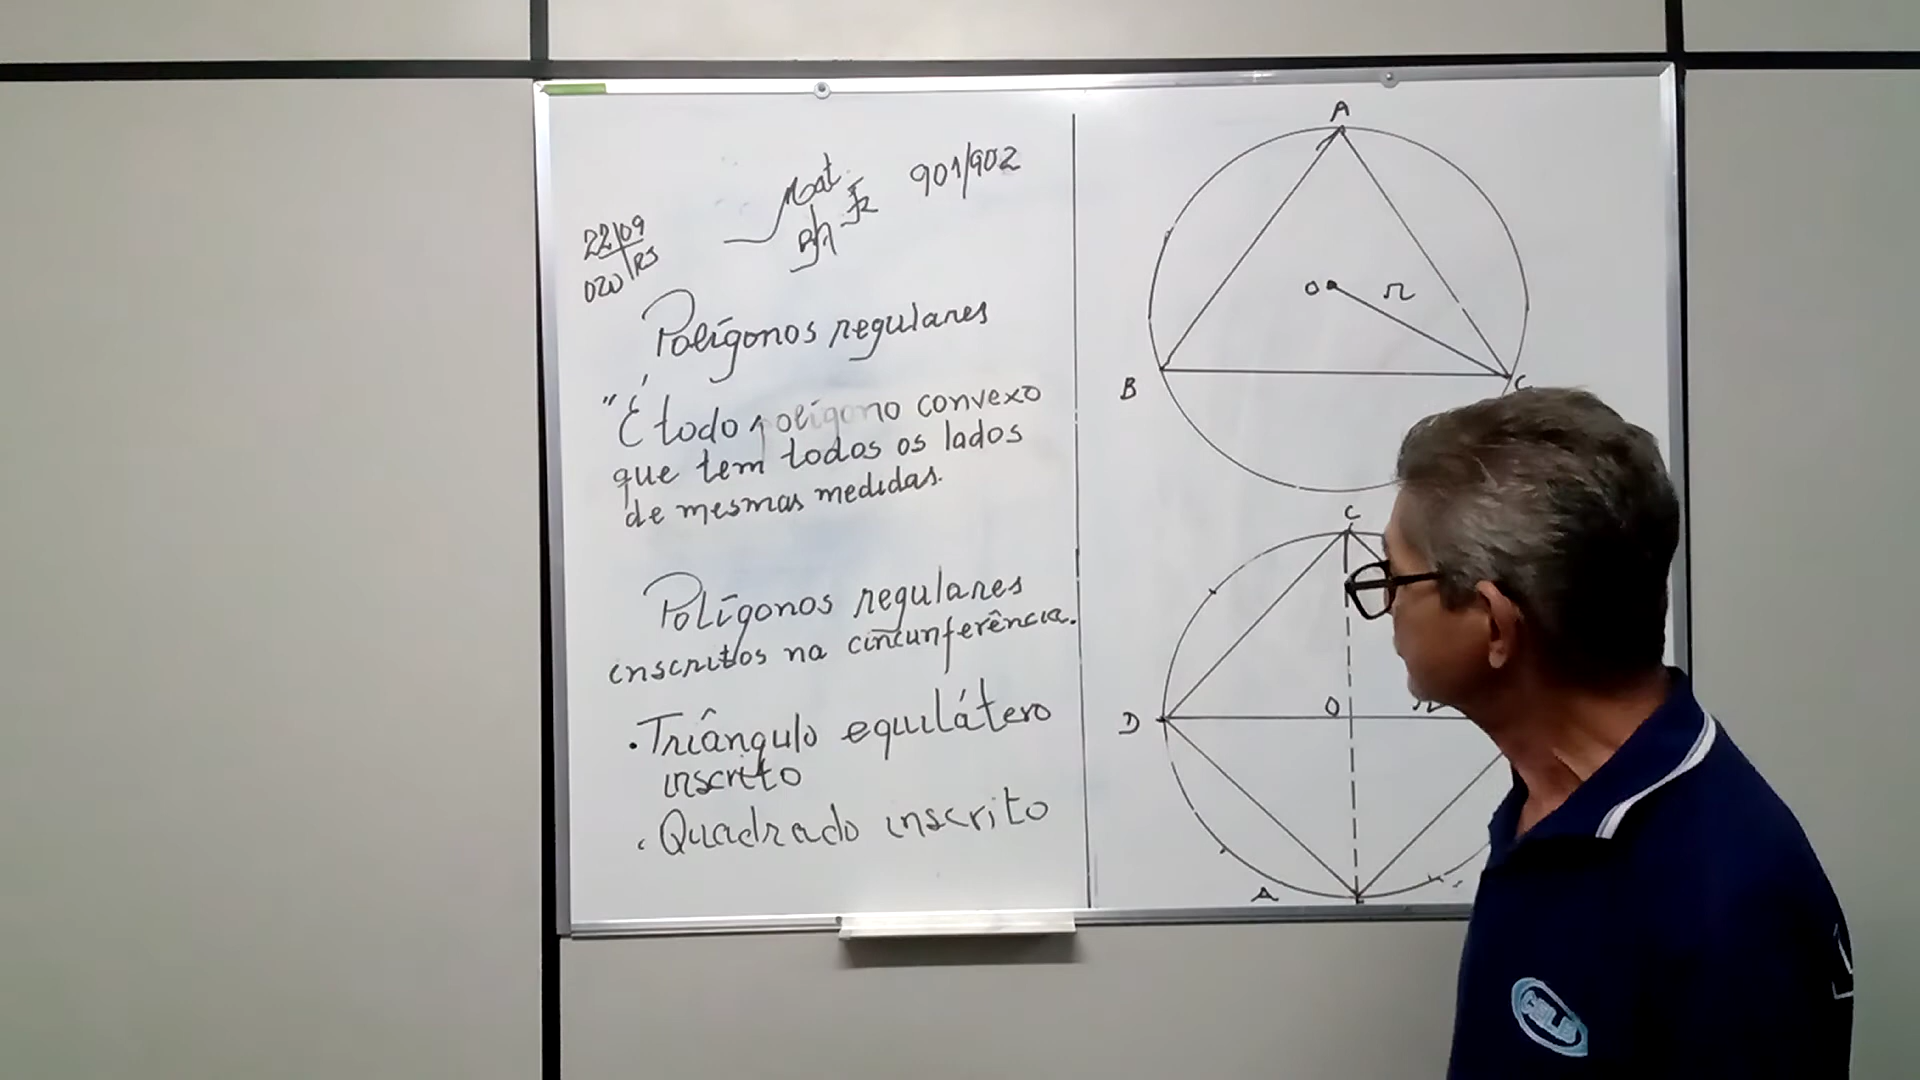 Mat.
901/902
22/09
020
RJ
Polígonos regulares
"É todo polígono convexo
que tem todos os lados
de mesmas medidas.
Polígonos regulares
inscritos na circunferência.
• Triângulo equilátero
inscrito
• Quadrado inscrito
A
O
r
B
C
C
D
O
A